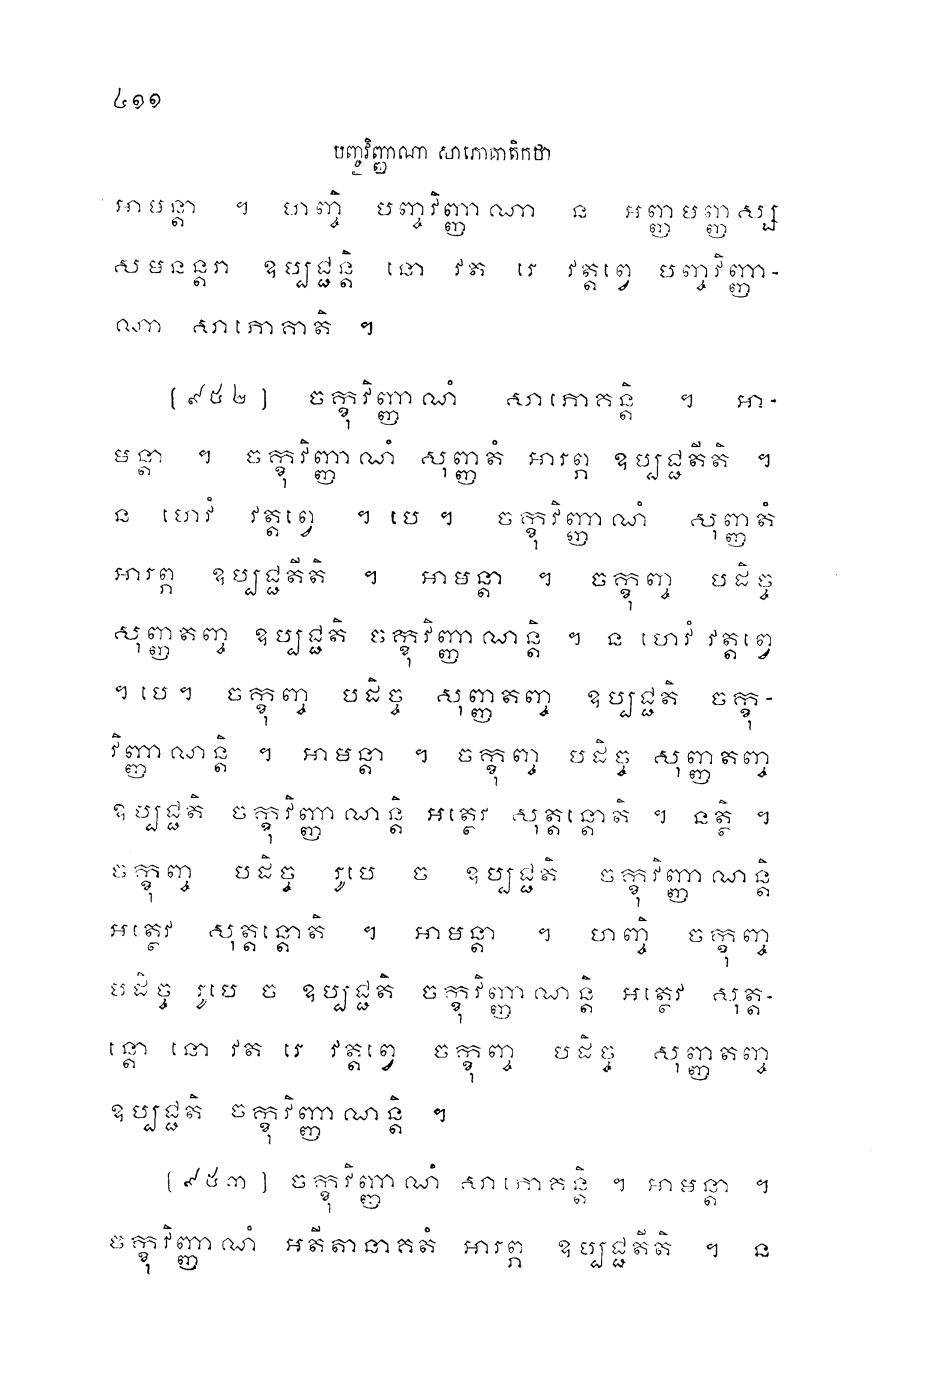 ៤១១
បញ្ចវិញ្ញាណា សាភោគាតិកថា
អាមន្តា ។ ហញ្ចិ បញ្ចវិញ្ញាណា ន អញ្ញមញ្ញស្ស
សមនន្តរា ឧប្បជ្ជន្តិ នោ វត រេ វត្តព្វេ បញ្ចវិញ្ញា-
ណា សាភោគាតិ ។
(៩៥២) ចក្ខុវិញ្ញាណំ សាភោគន្តិ ។ អា-
មន្តា ។ ចក្ខុវិញ្ញាណំ សុញ្ញតំ អារព្ភ ឧប្បជ្ជតីតិ ។
ន ហេវំ វត្តព្វេ ។ បេ ។ ចក្ខុវិញ្ញាណំ សុញ្ញតំ
អារព្ភ ឧប្បជ្ជតីតិ ។ អាមន្តា ។ ចក្ខុញ្ច បដិច្ច
សុញ្ញតញ្ច ឧប្បជ្ជតិ ចក្ខុវិញ្ញាណន្តិ ។ ន ហេវំ វត្តព្វេ
។ បេ ។ ចក្ខុញ្ច បដិច្ច សុញ្ញតញ្ច ឧប្បជ្ជតិ ចក្ខុ-
វិញ្ញាណន្តិ ។ អាមន្តា ។ ចក្ខុញ្ច បដិច្ច សុញ្ញតញ្ច
ឧប្បជ្ជតិ ចក្ខុវិញ្ញាណន្តិ អត្ថេវ សុត្តន្តោតិ ។ នត្ថិ ។
ចក្ខុញ្ច បដិច្ច រូបេ ច ឧប្បជ្ជតិ ចក្ខុវិញ្ញាណន្តិ
អត្ថេវ សុត្តន្តោតិ ។ អាមន្តា ។ ហញ្ចិ ចក្ខុញ្ច
បដិច្ច រូបេ ច ឧប្បជ្ជតិ ចក្ខុវិញ្ញាណន្តិ អត្ថេវ សុត្ត-
ន្តោ នោ វត រេ វត្តព្វេ ចក្ខុញ្ច បដិច្ច សុញ្ញតញ្ច
ឧប្បជ្ជតិ ចក្ខុវិញ្ញាណន្តិ ។
(៩៥៣) ចក្ខុវិញ្ញាណំ សាភោគន្តិ ។ អាមន្តា ។
ចក្ខុវិញ្ញាណំ អតីតានាគតំ អារព្ភ ឧប្បជ្ជតីតិ ។ ន